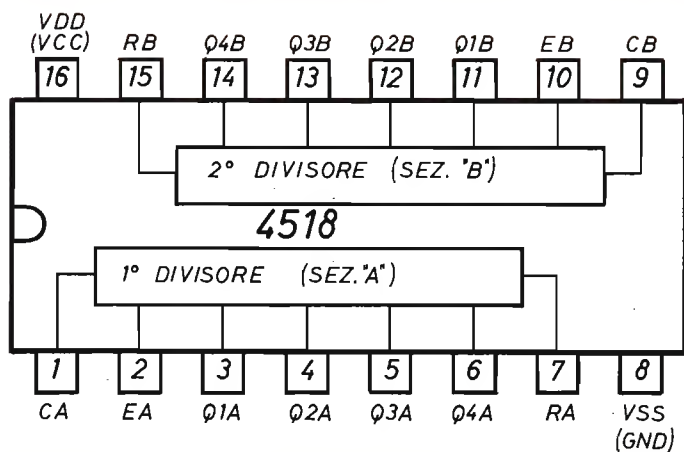 VDD
(VCC) RB Q4B Q3B Q2B Q1B EB CB
16 15 14 13 12 11 10 9
2° DIVISORE (SEZ. "B")
4518
1° DIVISORE (SEZ. "A")
1 2 3 4 5 6 7 8
CA EA Q1A Q2A Q3A Q4A RA VSS
(GND)